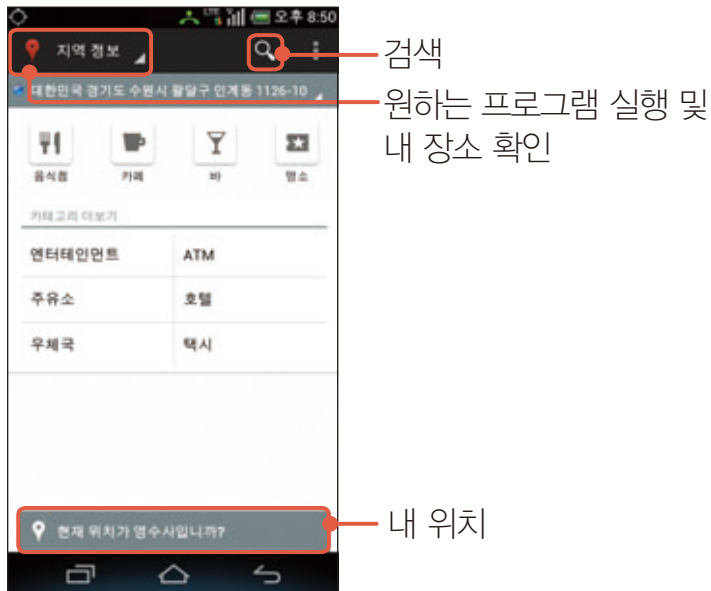 LTE 오후 8:50
지역 정보
검색
대한민국 경기도 수원시 팔달구 인계동 1126-10
원하는 프로그램 실행 및
내 장소 확인
음식점 카페 바 명소
카테고리 더보기
엔터테인먼트 ATM
주유소 호텔
우체국 택시
현재 위치가 영수사입니까?
내 위치